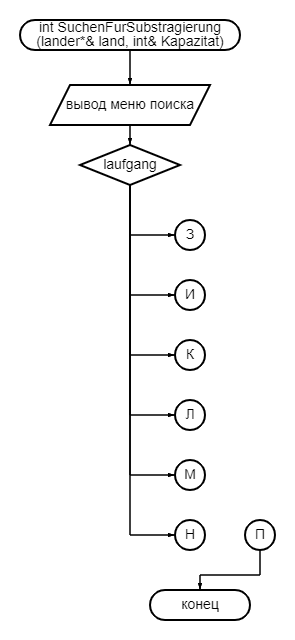 int SuchenFurSubstragierung
(lander*& land, int& Kapazitat)
вывод меню поиска
laufgang
З
И
К
Л
М
Н
П
конец